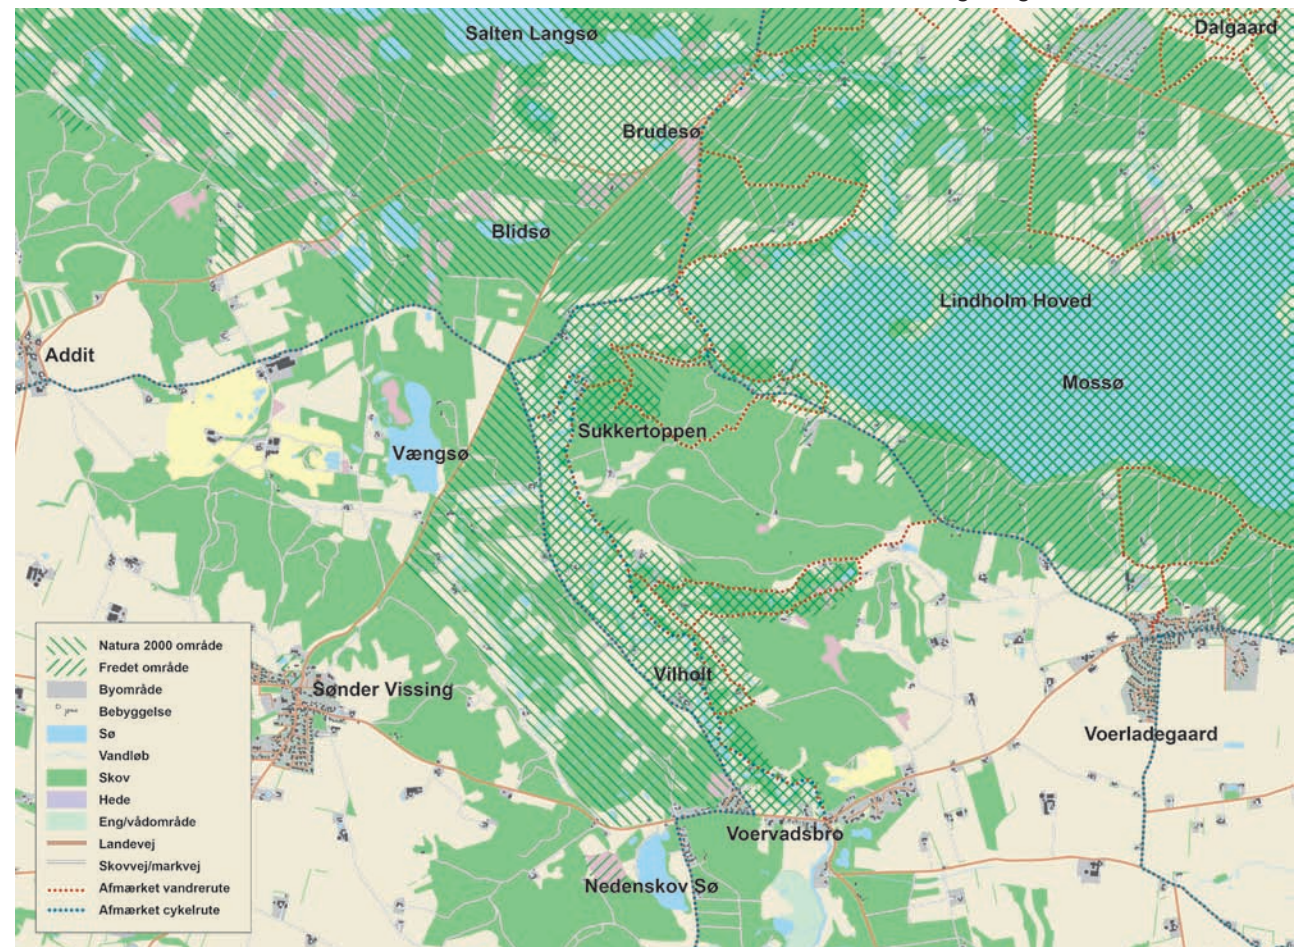 Salten Langsø
Dalgaard
Brudesø
Blidsø
Lindholm Hoved
Addit
Mossø
Sukkertoppen
Vængsø
Vilholt
Sønder Vissing
Voerladegaard
Voervadsbro
Nedenskov Sø
Natura 2000 område
Fredet område
Byområde
Bebyggelse
Sø
Vandløb
Skov
Hede
Eng/vådområde
Landevej
Skovvej/markvej
Afmærket vandrerute
Afmærket cykelrute